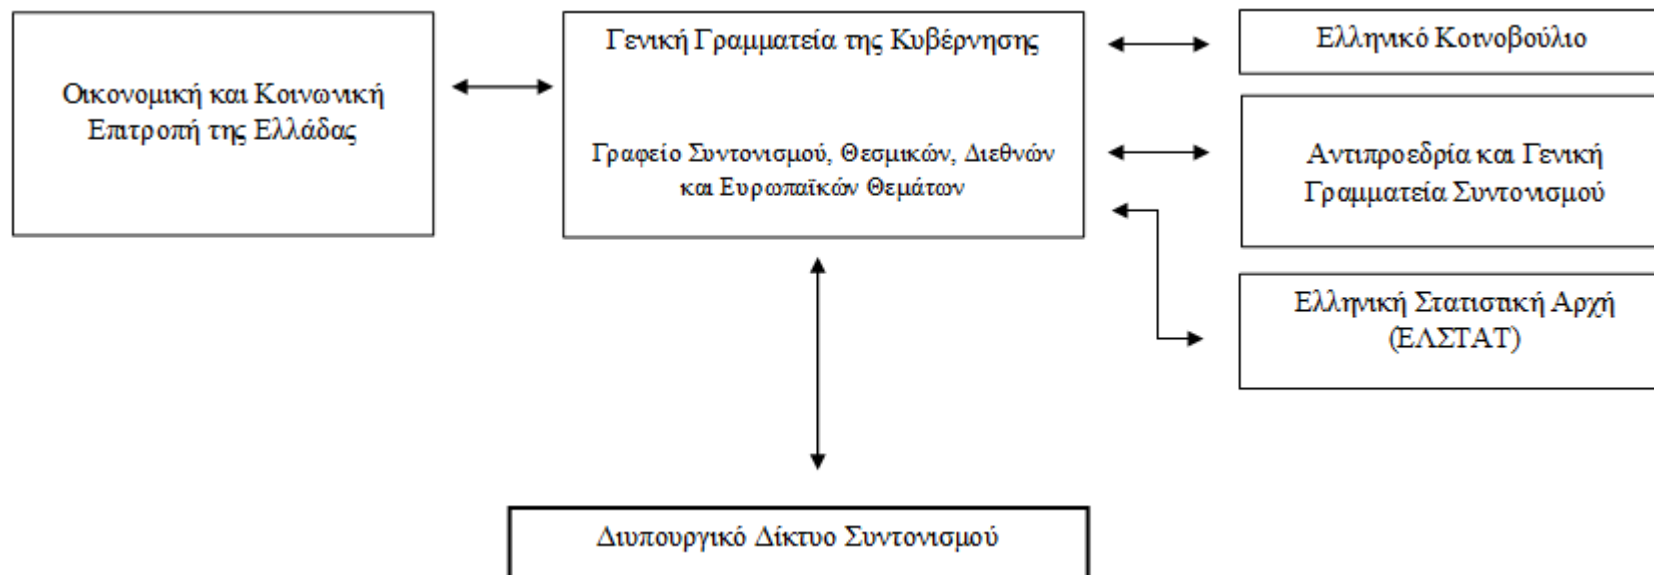 Οικονομική και Κοινωνική
Επιτροπή της Ελλάδας
Γενική Γραμματεία της Κυβέρνησης
Γραφείο Συντονισμού, Θεσμικών, Διεθνών
και Ευρωπαϊκών Θεμάτων
Ελληνικό Κοινοβούλιο
Αντιπροεδρία και Γενική
Γραμματεία Συντονισμού
Ελληνική Στατιστική Αρχή
(ΕΛΣΤΑΤ)
Διυπουργικό Δίκτυο Συντονισμού